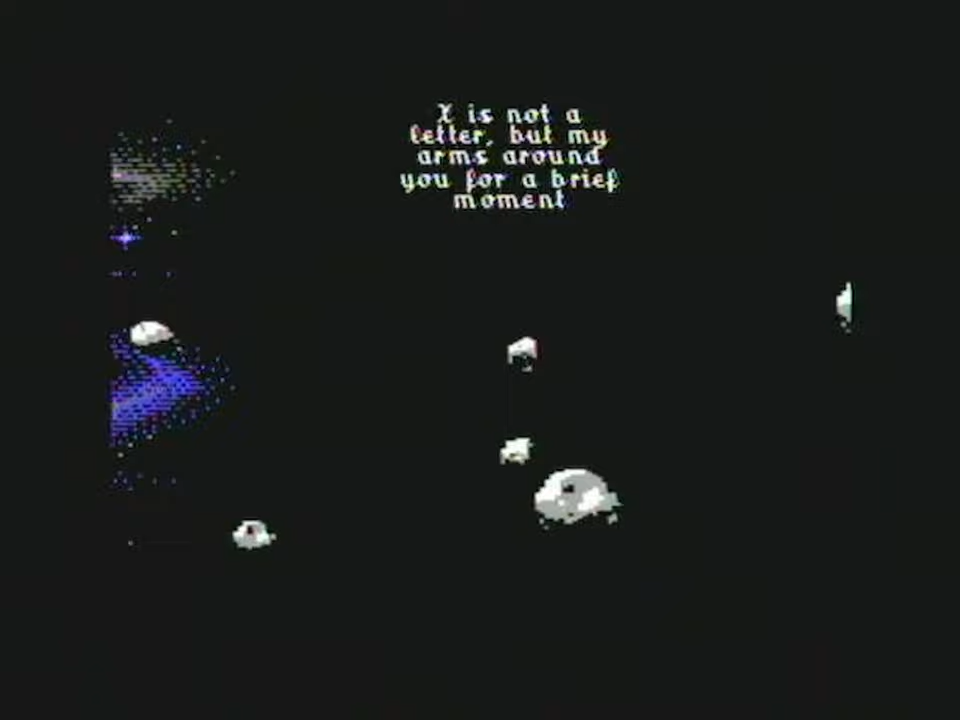 X is not a
letter, but my
arms around
you for a brief
moment